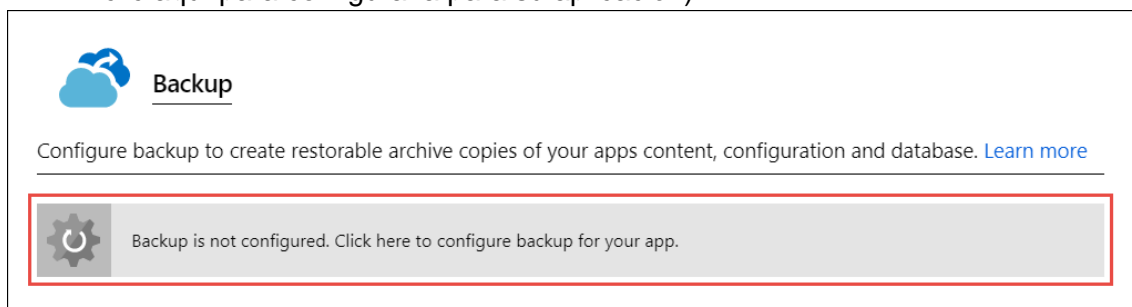 Backup
Configure backup to create restorable archive copies of your apps content, configuration and database. Learn more
Backup is not configured. Click here to configure backup for your app.